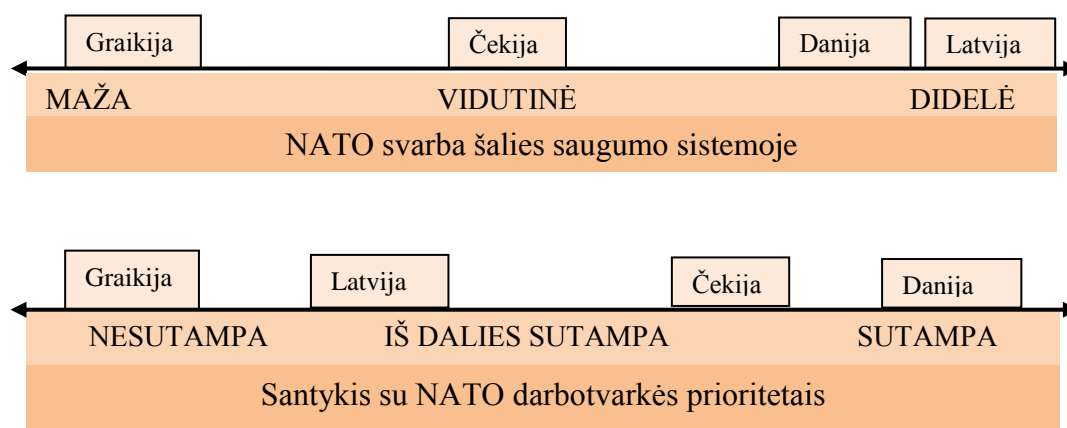 Graikija Čekija Danija Latvija
MAŽA VIDUTINĖ DIDELĖ
NATO svarba šalies saugumo sistemoje
Graikija Latvija Čekija Danija
NESUTAMPA IŠ DALIES SUTAMPA SUTAMPA
Santykis su NATO darbotvarkės prioritetais